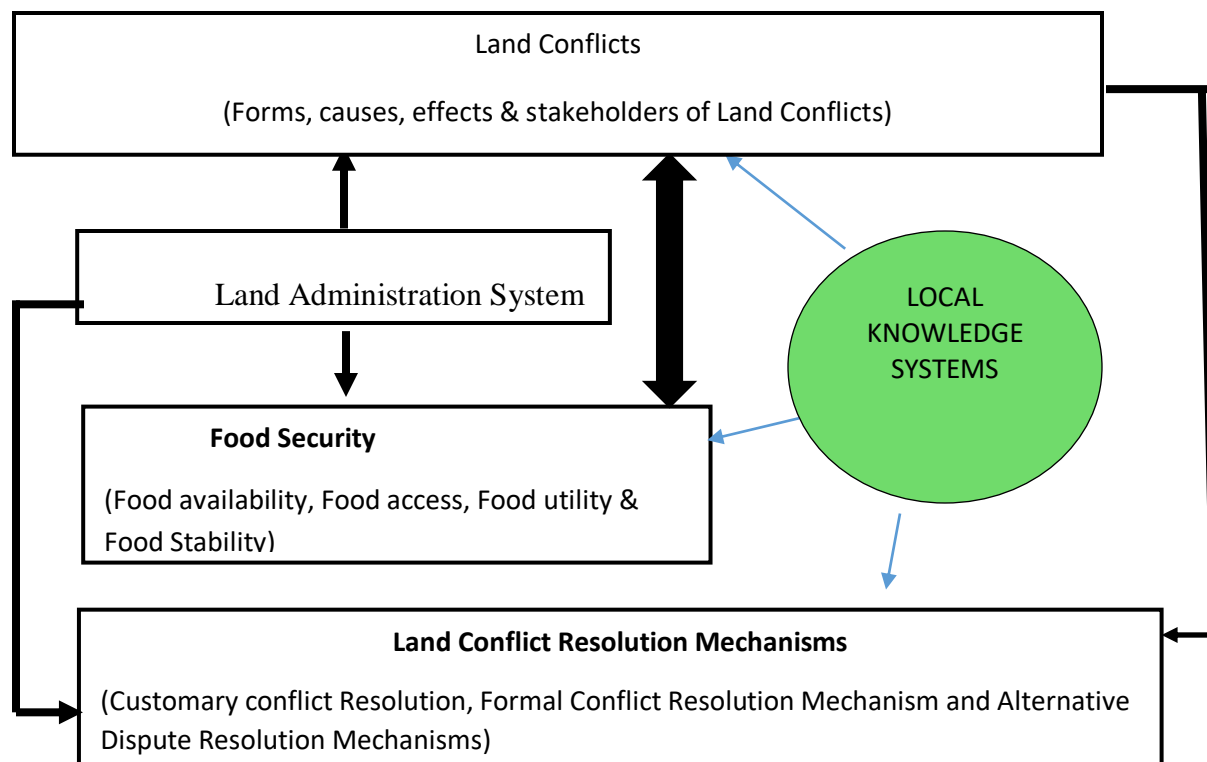 Land Conflicts
(Forms, causes, effects & stakeholders of Land Conflicts)
Land Administration System
LOCAL
KNOWLEDGE
SYSTEMS
Food Security
(Food availability, Food access, Food utility &
Food Stability)
Land Conflict Resolution Mechanisms
(Customary conflict Resolution, Formal Conflict Resolution Mechanism and Alternative
Dispute Resolution Mechanisms)